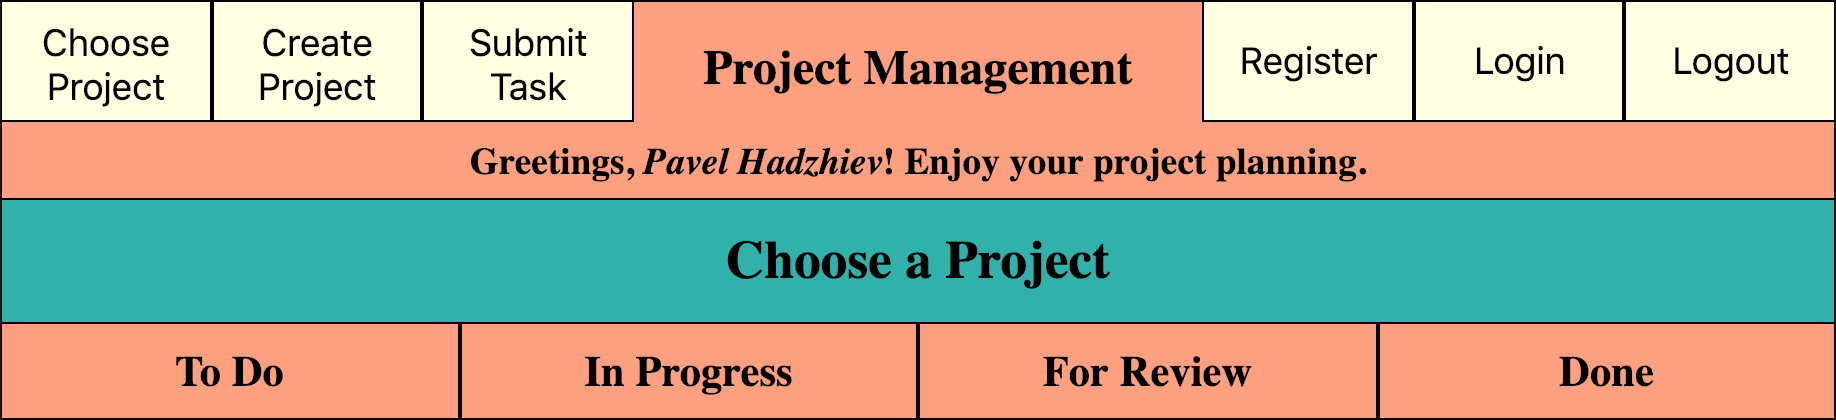 Choose
Project
Create
Project
Submit
Task
Project Management
Register
Login
Logout
Greetings, Pavel Hadzhiev! Enjoy your project planning.
Choose a Project
To Do
In Progress
For Review
Done